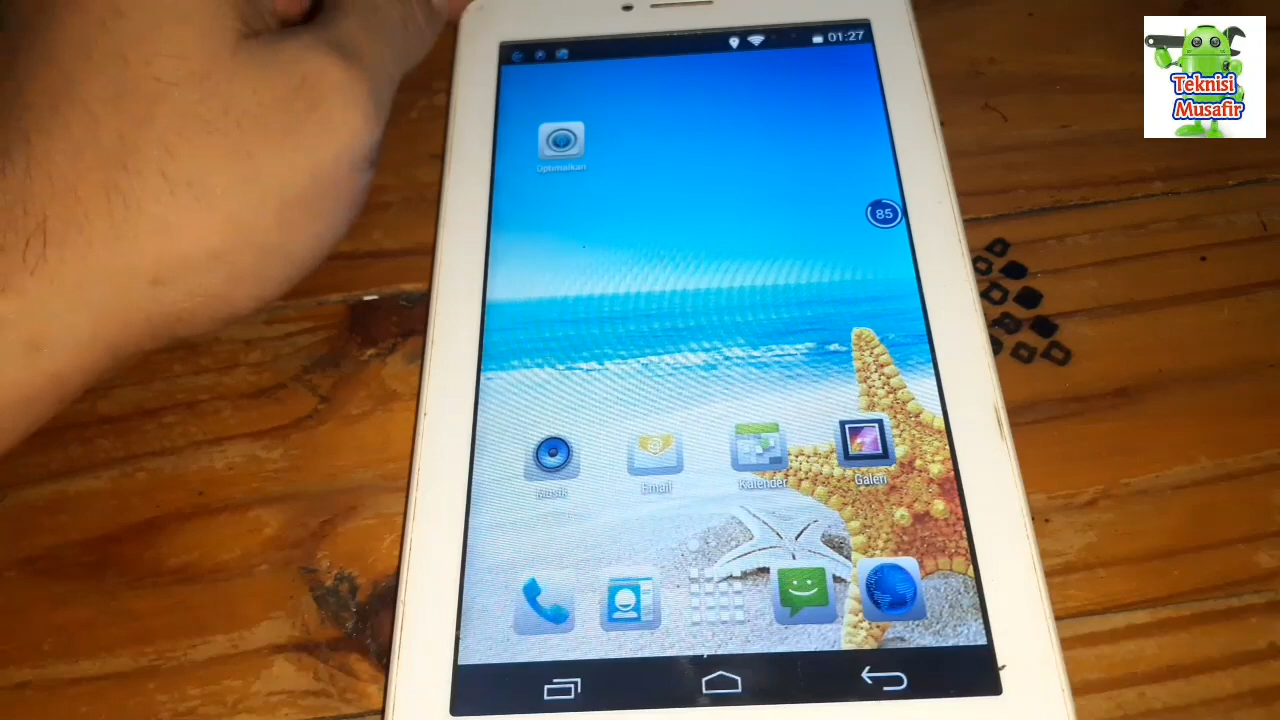 01:27
Teknisi
Musafir
Optimalkan
85
Musik
Email
Kalender
Galeri